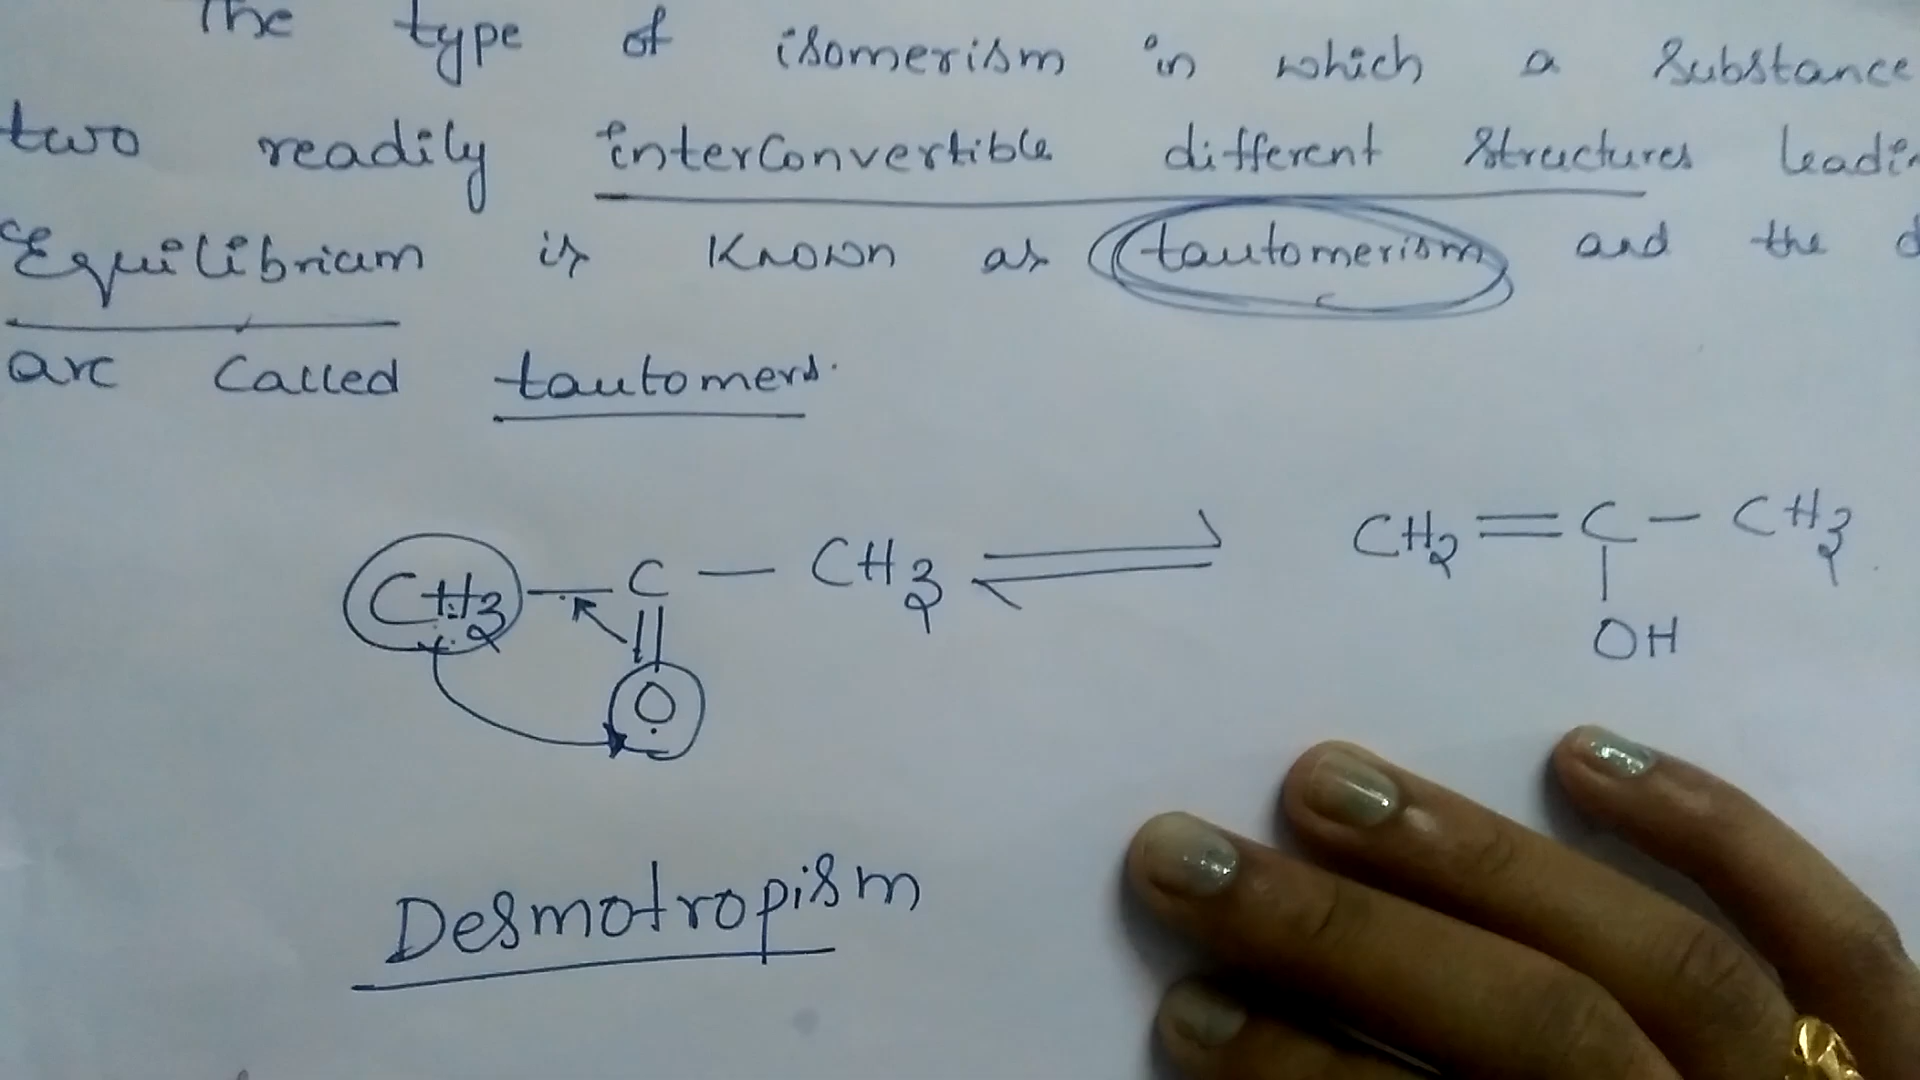 The type of isomerism in which a Substance
two readily interconvertible different structures leadin
Equilibrium is known as tautomerism and the d
are called tautomers.
CH3 — C — CH3 ⇌ CH2 = C — CH3
O OH
Desmotropism